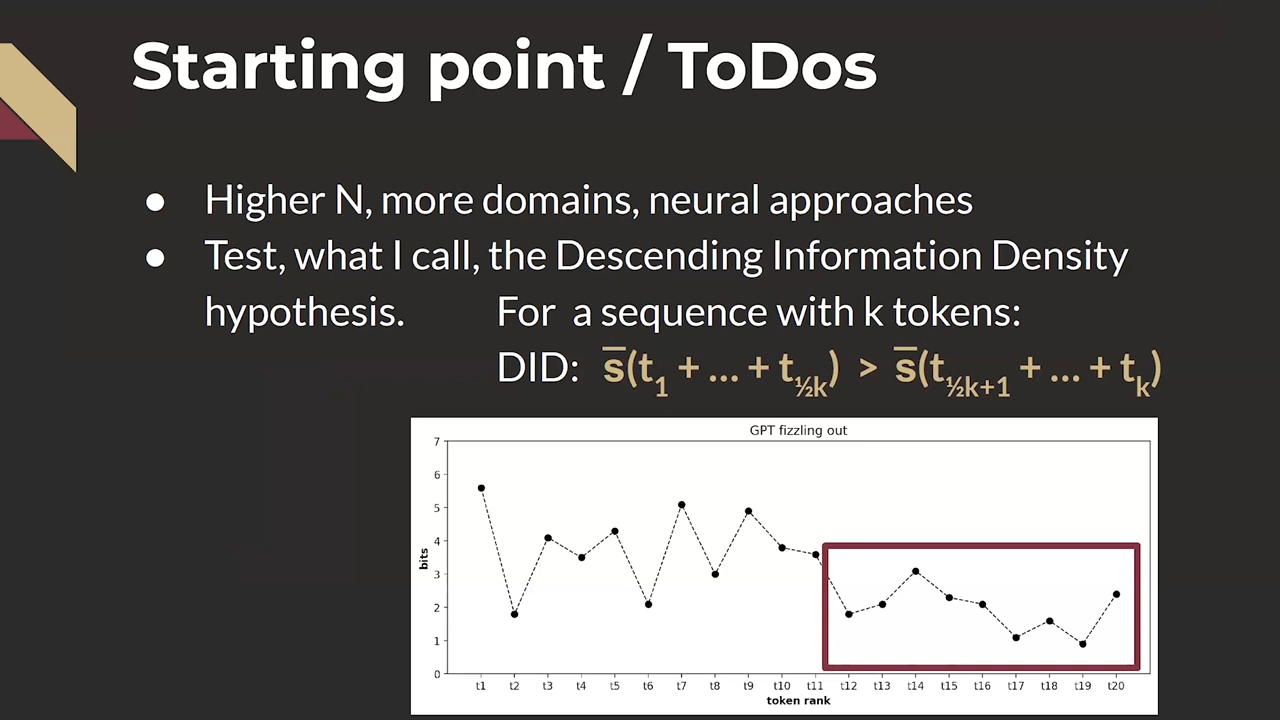 Starting point / ToDos
● Higher N, more domains, neural approaches
● Test, what I call, the Descending Information Density
hypothesis. For a sequence with k tokens:
DID: s̅(t₁ + ... + t½k) > s̅(t½k+1 + ... + tk)
GPT fizzling out
7
6
5
4
3
2
1
0
bits
t1 t2 t3 t4 t5 t6 t7 t8 t9 t10 t11 t12 t13 t14 t15 t16 t17 t18 t19 t20
token rank